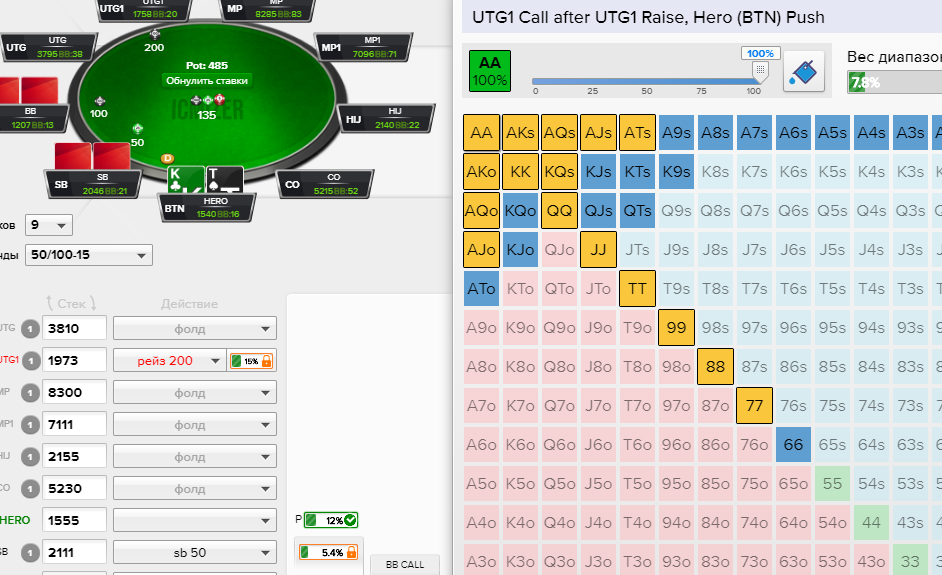 UTG1 Call after UTG1 Raise, Hero (BTN) Push
UTG1
UTG1
1758 BB:20
MP
MP
8285 BB:83
UTG
UTG
3795 BB:38
MP1
MP1
7096 BB:71
200
Pot: 485
Обнулить ставки
135
100
50
D
BB
BB
1207 BB:13
HIJ
HIJ
2140 BB:22
SB
SB
2046 BB:21
CO
CO
5215 BB:52
K T
BTN
HERO
1540 BB:16
9
50/100-15
Стек Действие
UTG 1 3810 фолд
UTG1 1 1973 рейз 200 15%
MP 1 8300 фолд
MP1 1 7111 фолд
HIJ 1 2155 фолд
CO 1 5230 фолд
HERO 1555 P 12%
SB 1 2111 sb 50 5.4%
BB CALL
AA
100%
100%
0 25 50 75 100
Вес диапазо
7.8%
AA AKs AQs AJs ATs A9s A8s A7s A6s A5s A4s A3s
AKo KK KQs KJs KTs K9s K8s K7s K6s K5s K4s K3s
AQo KQo QQ QJs QTs Q9s Q8s Q7s Q6s Q5s Q4s Q3s
AJo KJo QJo JJ JTs J9s J8s J7s J6s J5s J4s J3s
ATo KTo QTo JTo TT T9s T8s T7s T6s T5s T4s T3s
A9o K9o Q9o J9o T9o 99 98s 97s 96s 95s 94s 93s
A8o K8o Q8o J8o T8o 98o 88 87s 86s 85s 84s 83s
A7o K7o Q7o J7o T7o 97o 87o 77 76s 75s 74s 73s
A6o K6o Q6o J6o T6o 96o 86o 76o 66 65s 64s 63s
A5o K5o Q5o J5o T5o 95o 85o 75o 65o 55 54s 53s
A4o K4o Q4o J4o T4o 94o 84o 74o 64o 54o 44 43s
A3o K3o Q3o J3o T3o 93o 83o 73o 63o 53o 43o 33